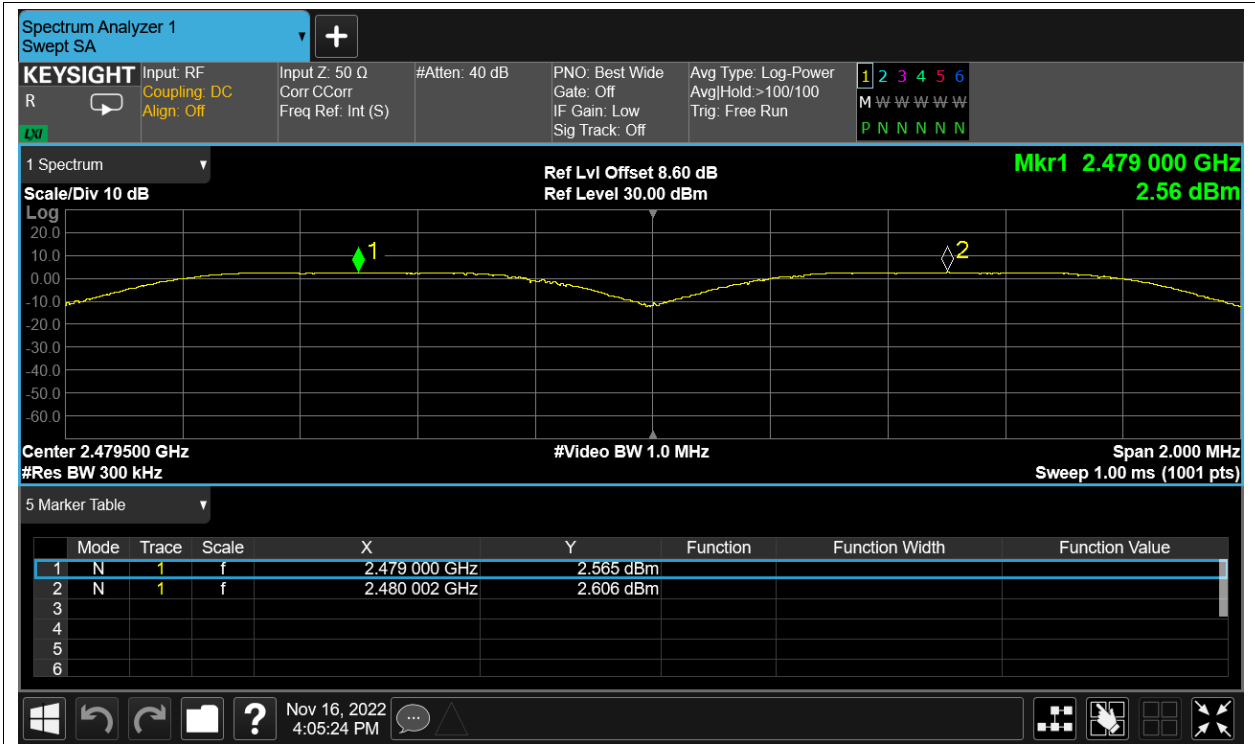 Spectrum Analyzer 1
Swept SA
KEYSIGHT
R
LXI
Input: RF
Coupling: DC
Align: Off
Input Z: 50 Ω
Corr CCorr
Freq Ref: Int (S)
#Atten: 40 dB
PNO: Best Wide
Gate: Off
IF Gain: Low
Sig Track: Off
Avg Type: Log-Power
Avg|Hold:>100/100
Trig: Free Run
1 2 3 4 5 6
M W W W W W
P N N N N N
1 Spectrum
Scale/Div 10 dB
Ref Lvl Offset 8.60 dB
Ref Level 30.00 dBm
Mkr1 2.479 000 GHz
2.56 dBm
Log
20.0
10.0
0.00
-10.0
-20.0
-30.0
-40.0
-50.0
-60.0
1
2
Center 2.479500 GHz
#Video BW 1.0 MHz
Span 2.000 MHz
#Res BW 300 kHz
Sweep 1.00 ms (1001 pts)
5 Marker Table
Mode Trace Scale X Y Function Function Width Function Value
1 N 1 f 2.479 000 GHz 2.565 dBm
2 N 1 f 2.480 002 GHz 2.606 dBm
3
4
5
6
?
Nov 16, 2022
4:05:24 PM